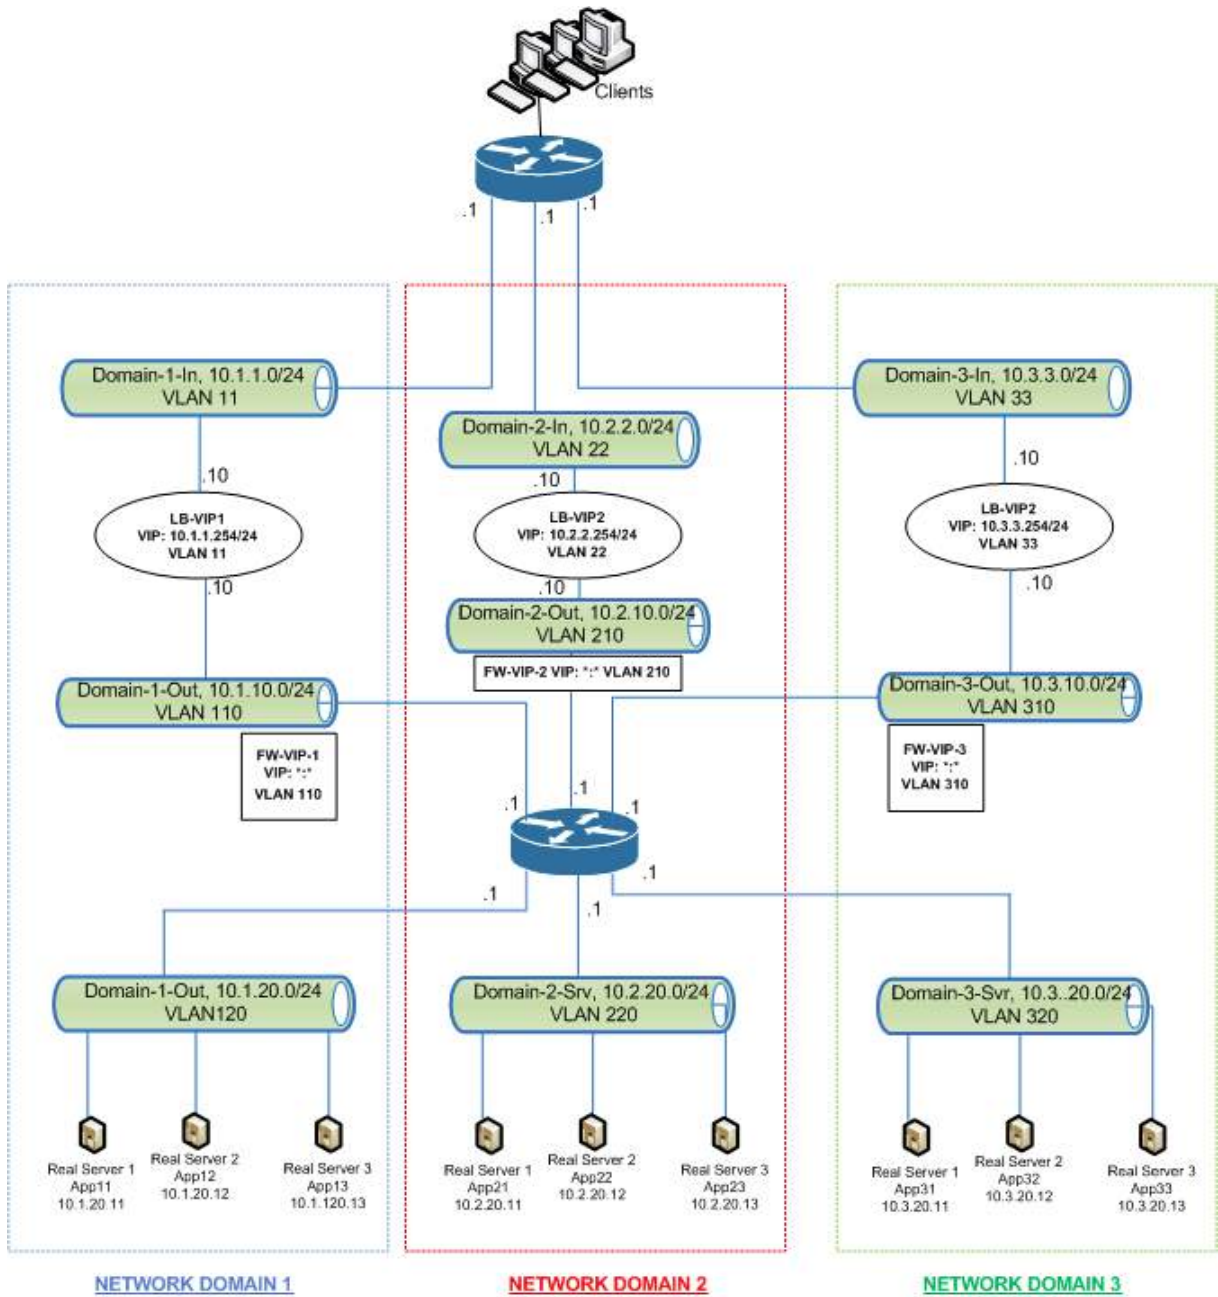 Clients
.1
.1
.1
Domain-1-In, 10.1.1.0/24
VLAN 11
Domain-2-In, 10.2.2.0/24
VLAN 22
Domain-3-In, 10.3.3.0/24
VLAN 33
.10
.10
.10
LB-VIP1
VIP: 10.1.1.254/24
VLAN 11
LB-VIP2
VIP: 10.2.2.254/24
VLAN 22
LB-VIP2
VIP: 10.3.3.254/24
VLAN 33
.10
.10
.10
Domain-2-Out, 10.2.10.0/24
VLAN 210
FW-VIP-2 VIP: *:* VLAN 210
Domain-1-Out, 10.1.10.0/24
VLAN 110
Domain-3-Out, 10.3.10.0/24
VLAN 310
FW-VIP-1
VIP: *:*
VLAN 110
FW-VIP-3
VIP: *:*
VLAN 310
.1
.1
.1
.1
.1
.1
Domain-1-Out, 10.1.20.0/24
VLAN120
Domain-2-Srv, 10.2.20.0/24
VLAN 220
Domain-3-Svr, 10.3..20.0/24
VLAN 320
Real Server 1
App11
10.1.20.11
Real Server 2
App12
10.1.20.12
Real Server 3
App13
10.1.120.13
Real Server 1
App21
10.2.20.11
Real Server 2
App22
10.2.20.12
Real Server 3
App23
10.2.20.13
Real Server 1
App31
10.3.20.11
Real Server 2
App32
10.3.20.12
Real Server 3
App33
10.3.20.13
NETWORK DOMAIN 1
NETWORK DOMAIN 2
NETWORK DOMAIN 3